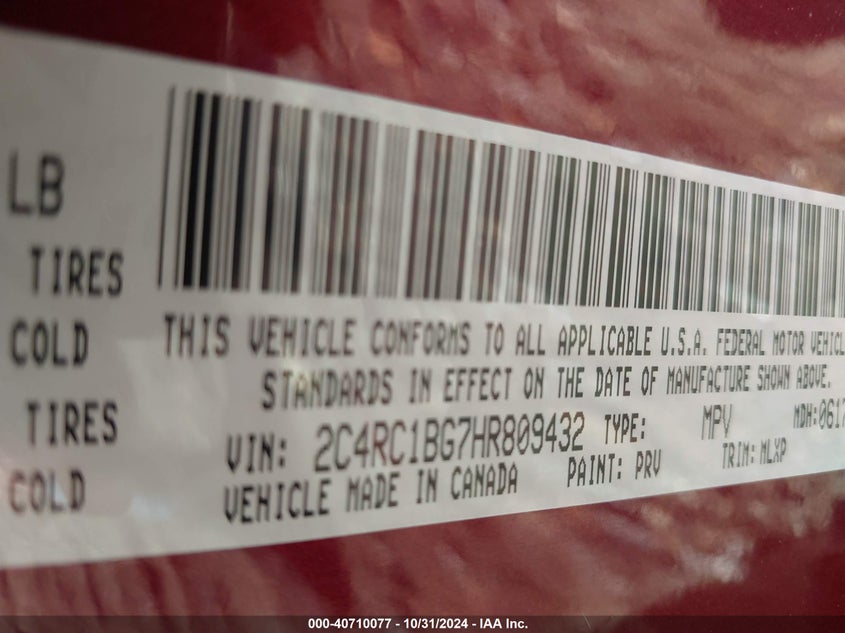 LB
TIRES
COLD
TIRES
COLD
THIS VEHICLE CONFORMS TO ALL APPLICABLE U.S.A. FEDERAL MOTOR VEHICL
STANDARDS IN EFFECT ON THE DATE OF MANUFACTURE SHOWN ABOVE.
VIN: 2C4RC1BG7HR809432 TYPE: MPV MDH:0617
VEHICLE MADE IN CANADA PAINT: PRV TRIM: MLXP
000-40710077 - 10/31/2024 - IAA Inc.